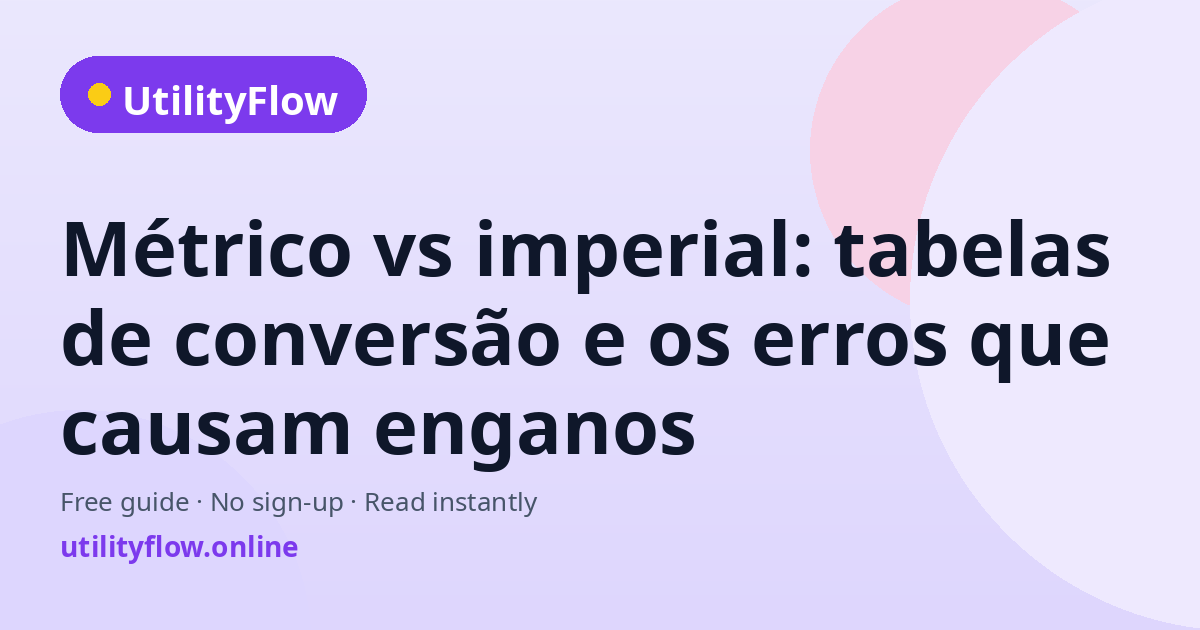 UtilityFlow
Métrico vs imperial: tabelas
de conversão e os erros que
causam enganos
Free guide · No sign-up · Read instantly
utilityflow.online